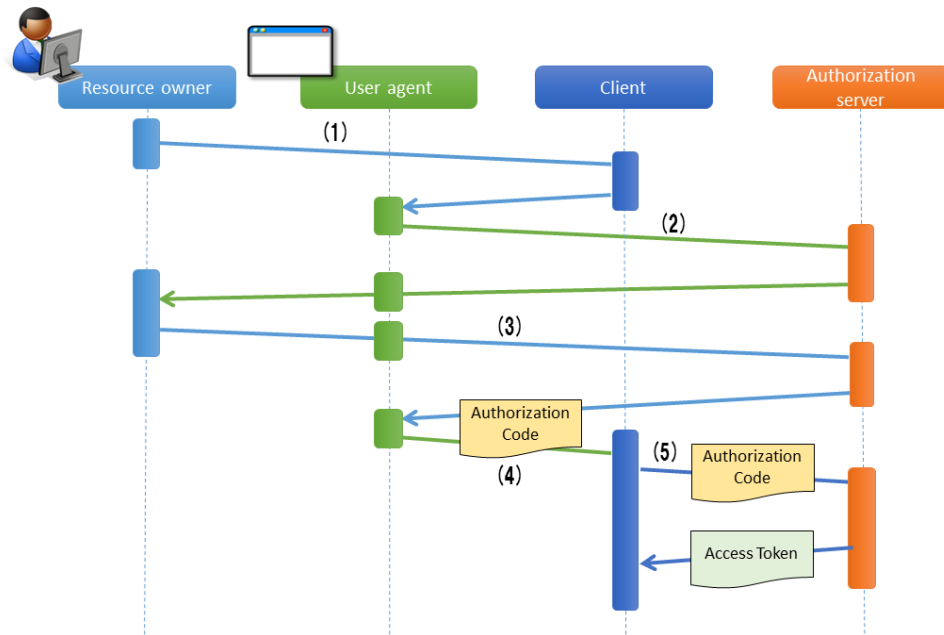 Resource owner
User agent
Client
Authorization
server
(1)
(2)
(3)
Authorization
Code
(4)
(5)
Authorization
Code
Access Token